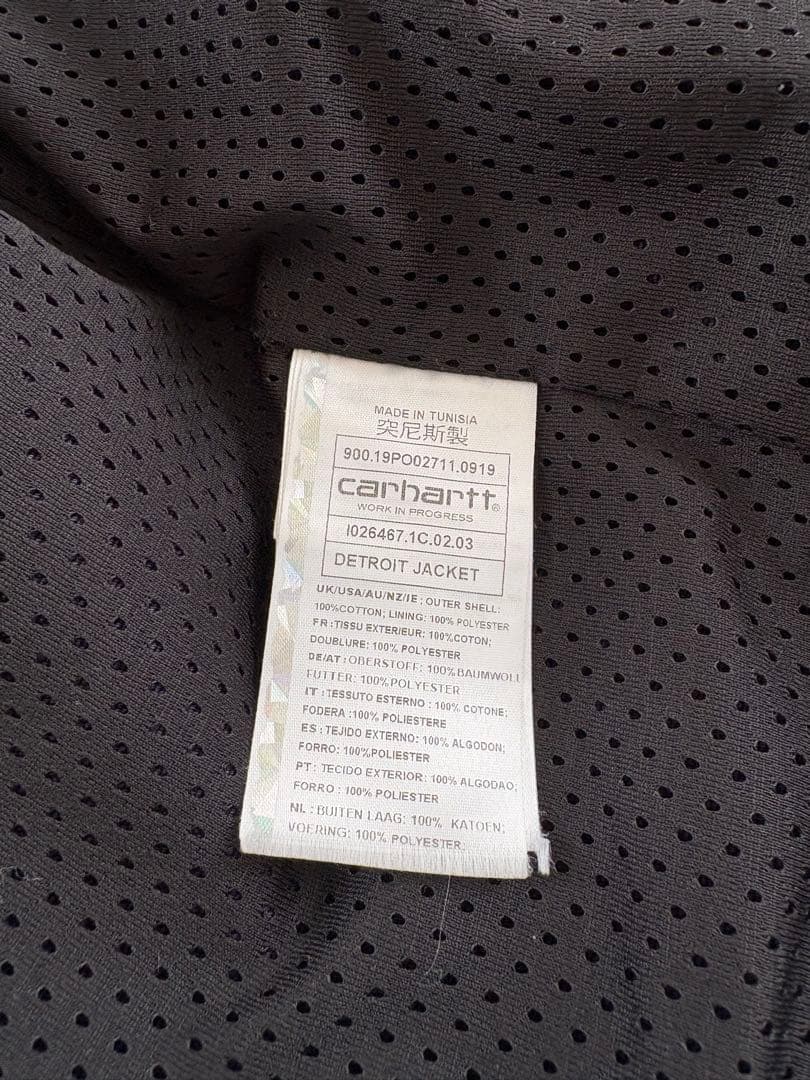 MADE IN TUNISIA
突尼斯製
900.19PO02711.0919
carhartt®
WORK IN PROGRESS
I026467.1C.02.03
DETROIT JACKET
UK/USA/AU/NZ/IE : OUTER SHELL:
100%COTTON; LINING: 100% POLYESTER
FR :TISSU EXTERIEUR: 100%COTON;
DOUBLURE: 100% POLYESTER
DE/AT : OBERSTOFF: 100%BAUMWOLL
FUTTER: 100%POLYESTER
IT :TESSUTO ESTERNO : 100% COTONE;
FODERA :100% POLIESTERE
ES : TEJIDO EXTERNO: 100% ALGODON;
FORRO: 100%POLIESTER
PT : TECIDO EXTERIOR: 100% ALGODAO;
FORRO : 100% POLIESTER
NL : BUITEN LAAG: 100% KATOEN;
VOERING: 100% POLYESTER;